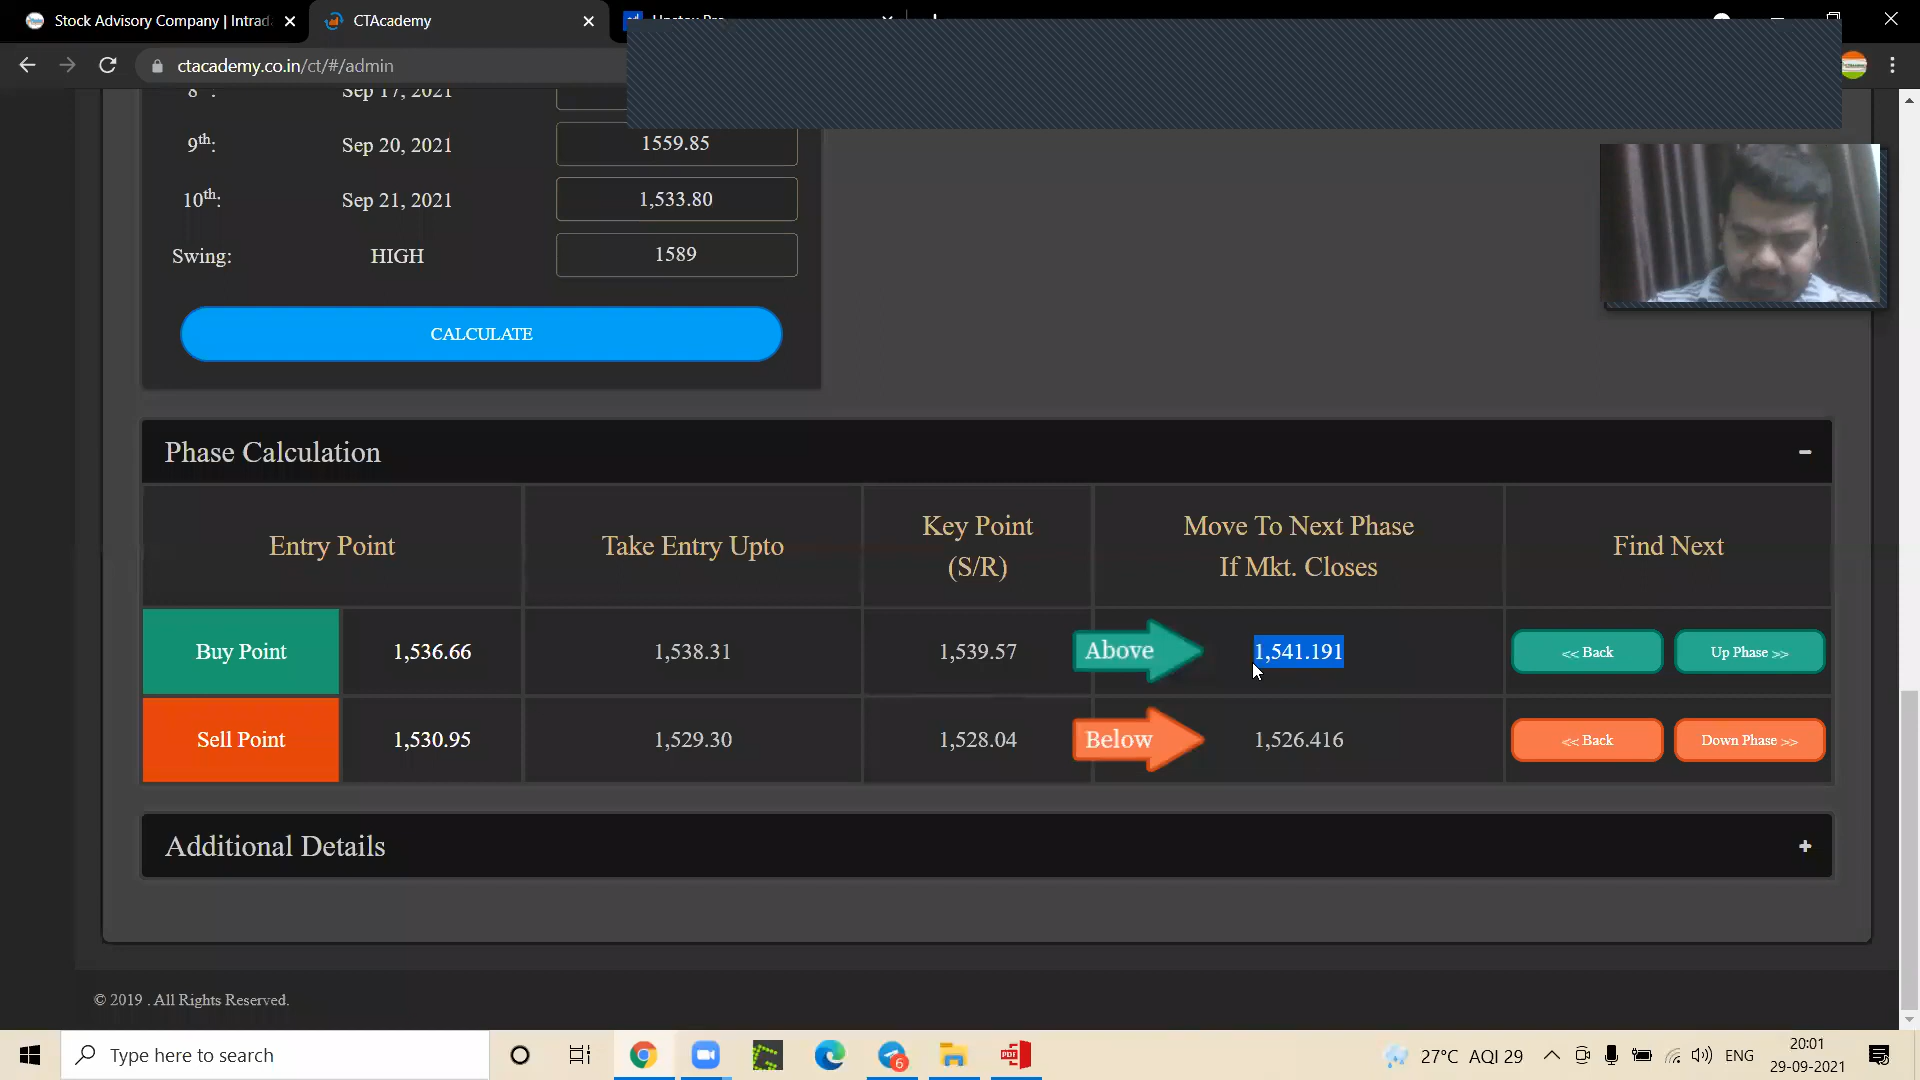 Stock Advisory Company | Intrad
CTAcademy
ctacademy.co.in/ct/#/admin
Sep 17, 2021
9th: Sep 20, 2021 1559.85
10th: Sep 21, 2021 1,533.80
Swing: HIGH 1589
CALCULATE
Phase Calculation
Entry Point
Take Entry Upto
Key Point
(S/R)
Move To Next Phase
If Mkt. Closes
Find Next
Buy Point 1,536.66 1,538.31 1,539.57 Above 1,541.191 << Back Up Phase >>
Sell Point 1,530.95 1,529.30 1,528.04 Below 1,526.416 << Back Down Phase >>
Additional Details
© 2019 . All Rights Reserved.
Type here to search
6
PDF
27°C AQI 29
ENG
20:01
29-09-2021